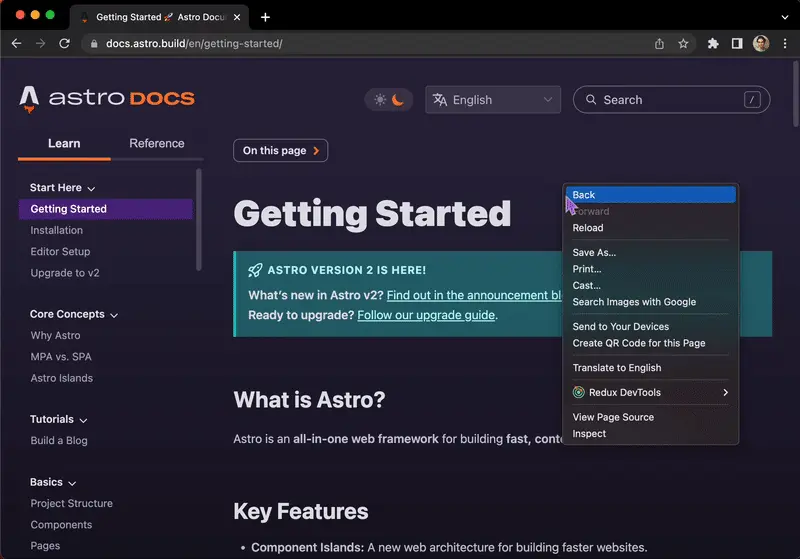 Getting Started 🚀 Astro Docu
docs.astro.build/en/getting-started/
astro DOCS
English
Search
/
Learn
Reference
On this page
Start Here
Getting Started
Installation
Editor Setup
Upgrade to v2
Core Concepts
Why Astro
MPA vs. SPA
Astro Islands
Tutorials
Build a Blog
Basics
Project Structure
Components
Pages
Getting Started
ASTRO VERSION 2 IS HERE!
What's new in Astro v2? Find out in the announcement bl
Ready to upgrade? Follow our upgrade guide.
What is Astro?
Astro is an all-in-one web framework for building fast, conte
Key Features
• Component Islands: A new web architecture for building faster websites.
Back
Forward
Reload
Save As...
Print...
Cast...
Search Images with Google
Send to Your Devices
Create QR Code for this Page
Translate to English
Redux DevTools
View Page Source
Inspect